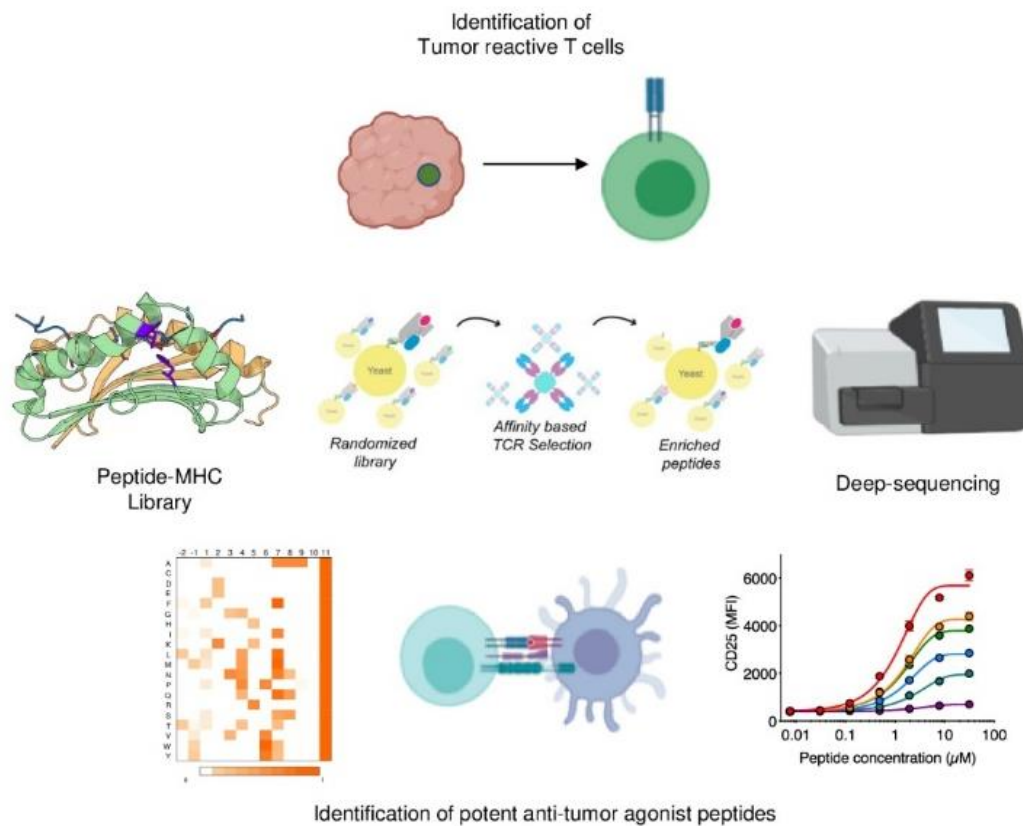 Identification of
Tumor reactive T cells
Yeast
Yeast
Randomized
library
Affinity based
TCR Selection
Enriched
peptides
Peptide-MHC
Library
Deep-sequencing
-2 -1 1 2 3 4 5 6 7 8 9 10 11
A
C
D
E
F
G
H
I
K
L
M
N
P
Q
R
S
T
V
W
Y
CD25 (MFI)
6000
4000
2000
0
0.01 0.1 1 10 100
Peptide concentration (µM)
Identification of potent anti-tumor agonist peptides